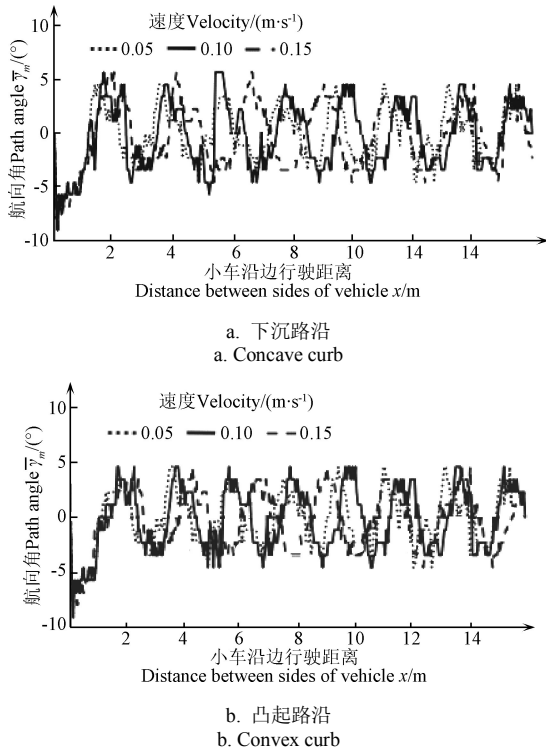 速度Velocity/(m·s-1)
0.05 0.10 0.15
10
5
0
-5
-10
航向角Path angle γ̅m/(°)
2 4 6 8 10 14 14
小车沿边行驶距离
Distance between sides of vehicle x/m
a. 下沉路沿
a. Concave curb
速度Velocity/(m·s-1)
0.05 0.10 0.15
10
5
0
-5
-10
航向角Path angle γ̅m/(°)
2 4 6 8 10 12 14
小车沿边行驶距离
Distance between sides of vehicle x/m
b. 凸起路沿
b. Convex curb